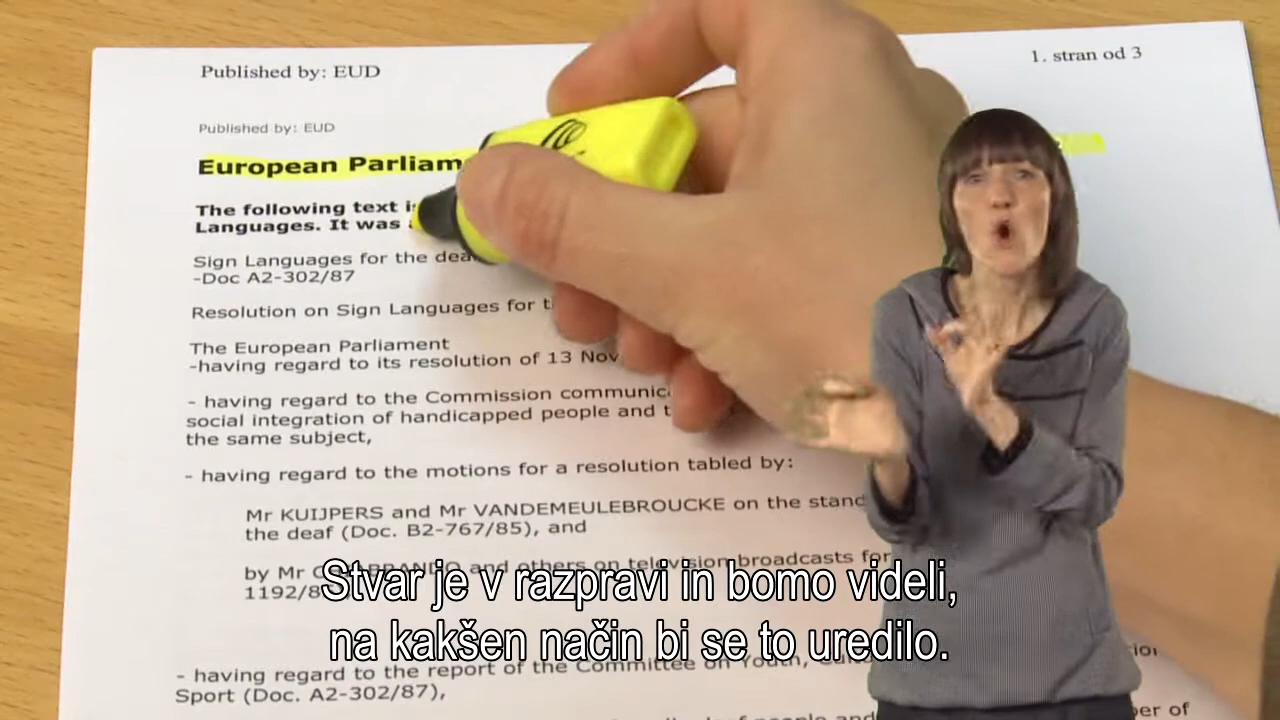 Published by: EUD
1. stran od 3
Published by: EUD
European Parliam
The following text is
Languages. It was
Sign Languages for the dea
-Doc A2-302/87
Resolution on Sign Languages for
The European Parliament
-having regard to its resolution of 13 Nov
- having regard to the Commission communic
social integration of handicapped people and
the same subject,
- having regard to the motions for a resolution tabled by:
Mr KUIJPERS and Mr VANDEMEULEBROUCKE on the stand
the deaf (Doc. B2-767/85), and
by Mr and others on television broadcasts for
1192/8
Stvar je v razpravi in bomo videli,
na kakšen način bi se to uredilo.
- having regard to the report of the Committee on Youth,
Sport (Doc. A2-302/87),